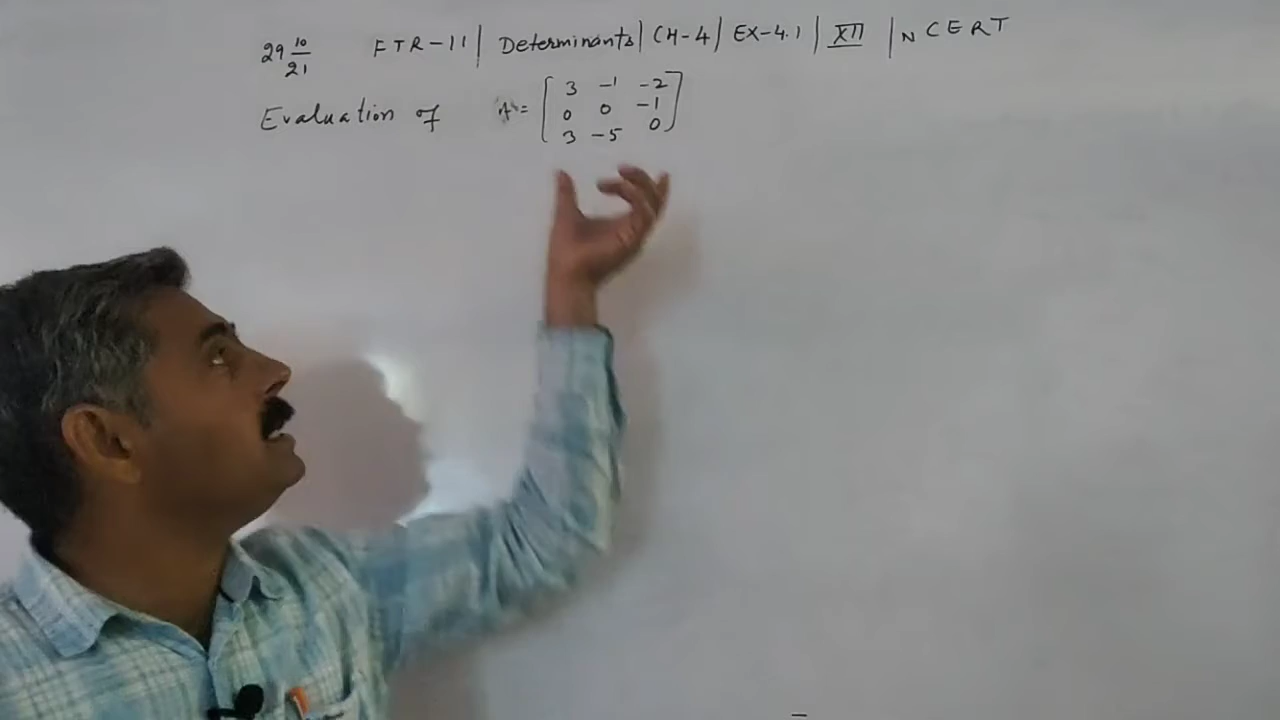 29 10/21 FTR-11 | Determinants | CH-4 | EX-4.1 | XII | NCERT
Evaluation of A = [ 3 -1 -2
0 0 -1
3 -5 0 ]